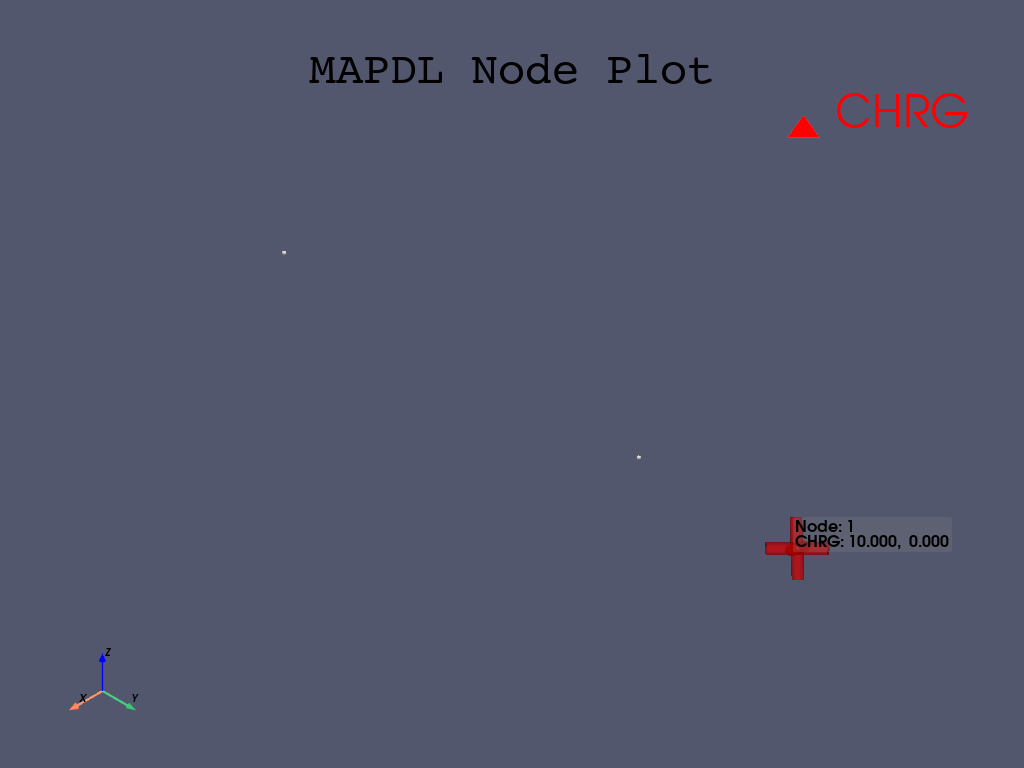 MAPDL Node Plot
CHRG
Node: 1
CHRG: 10.000, 0.000
Z
X
Y